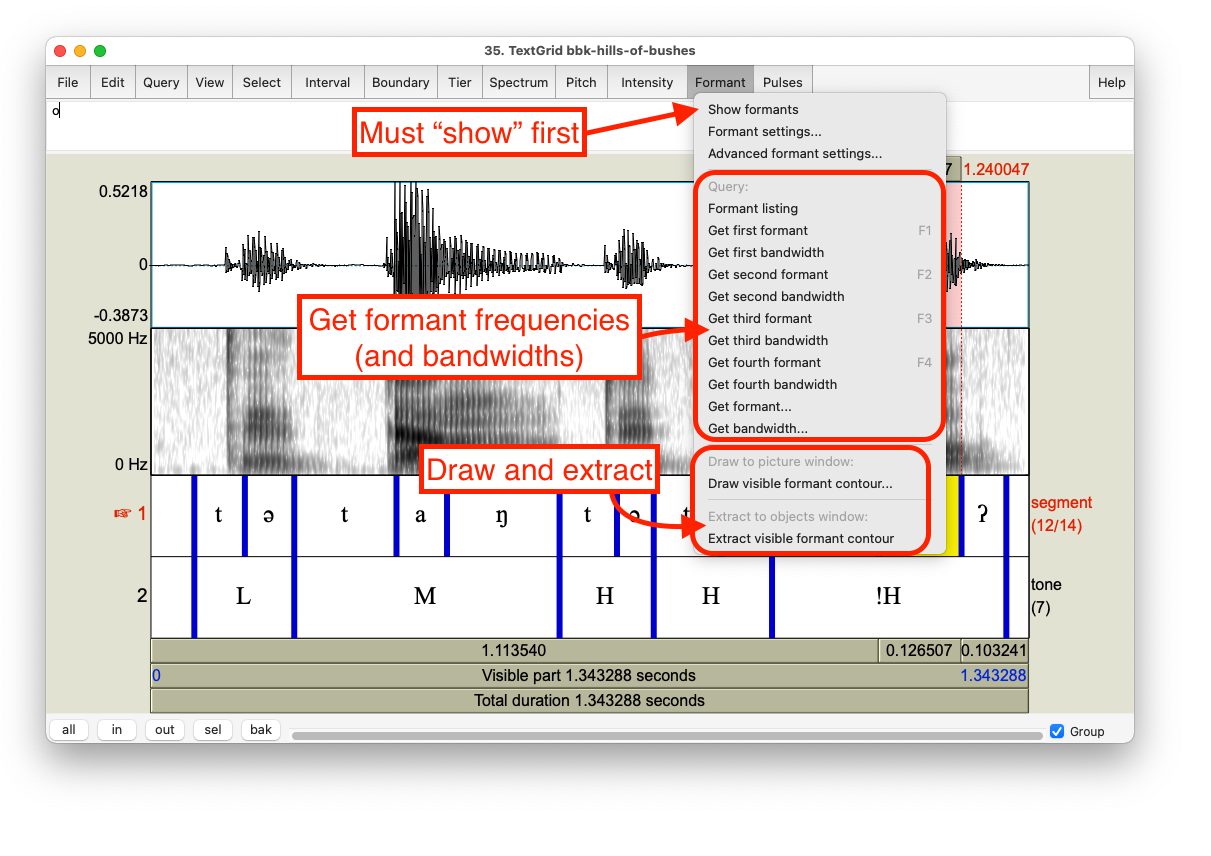 35. TextGrid bbk-hills-of-bushes
File Edit Query View Select Interval Boundary Tier Spectrum Pitch Intensity Formant Pulses Help
o
Must “show” first
Show formants
Formant settings...
Advanced formant settings...
7 1.240047
Query:
Formant listing
Get first formant F1
Get first bandwidth
Get second formant F2
Get second bandwidth
Get third formant F3
Get third bandwidth
Get fourth formant F4
Get fourth bandwidth
Get formant...
Get bandwidth...
Draw to picture window:
Draw visible formant contour...
Extract to objects window:
Extract visible formant contour
0.5218
0
-0.3873
5000 Hz
0 Hz
Get formant frequencies
(and bandwidths)
Draw and extract
☞ 1 t ə t a ŋ t ʔ segment
(12/14)
2 L M H H !H tone
(7)
1.113540 0.126507 0.103241
0 Visible part 1.343288 seconds 1.343288
Total duration 1.343288 seconds
all in out sel bak Group